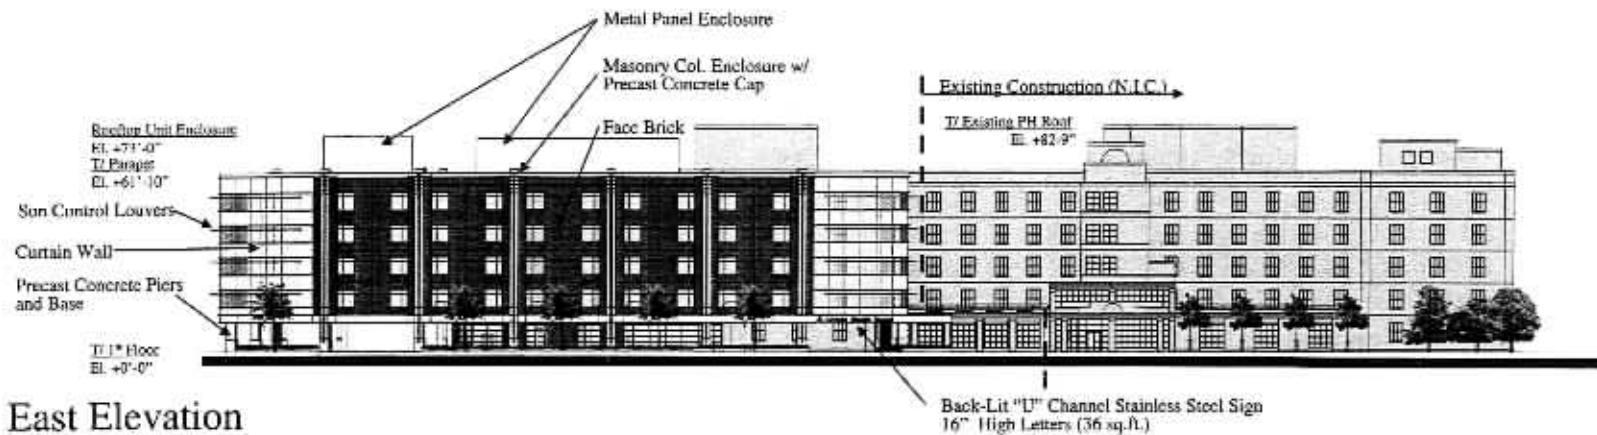 Metal Panel Enclosure
Masonry Col. Enclosure w/
Precast Concrete Cap
Existing Construction (N.I.C.)
Rooftop Unit Enclosure
El. +73'-0"
T/ Parapet
El. +61'-10"
Face Brick
T/ Existing PH Roof
El. +82-9"
Sun Control Louvers
Curtain Wall
Precast Concrete Piers
and Base
T/ 1st Floor
El. +0'-0"
Back-Lit "U" Channel Stainless Steel Sign
16" High Letters (36 sq.ft.)
East Elevation